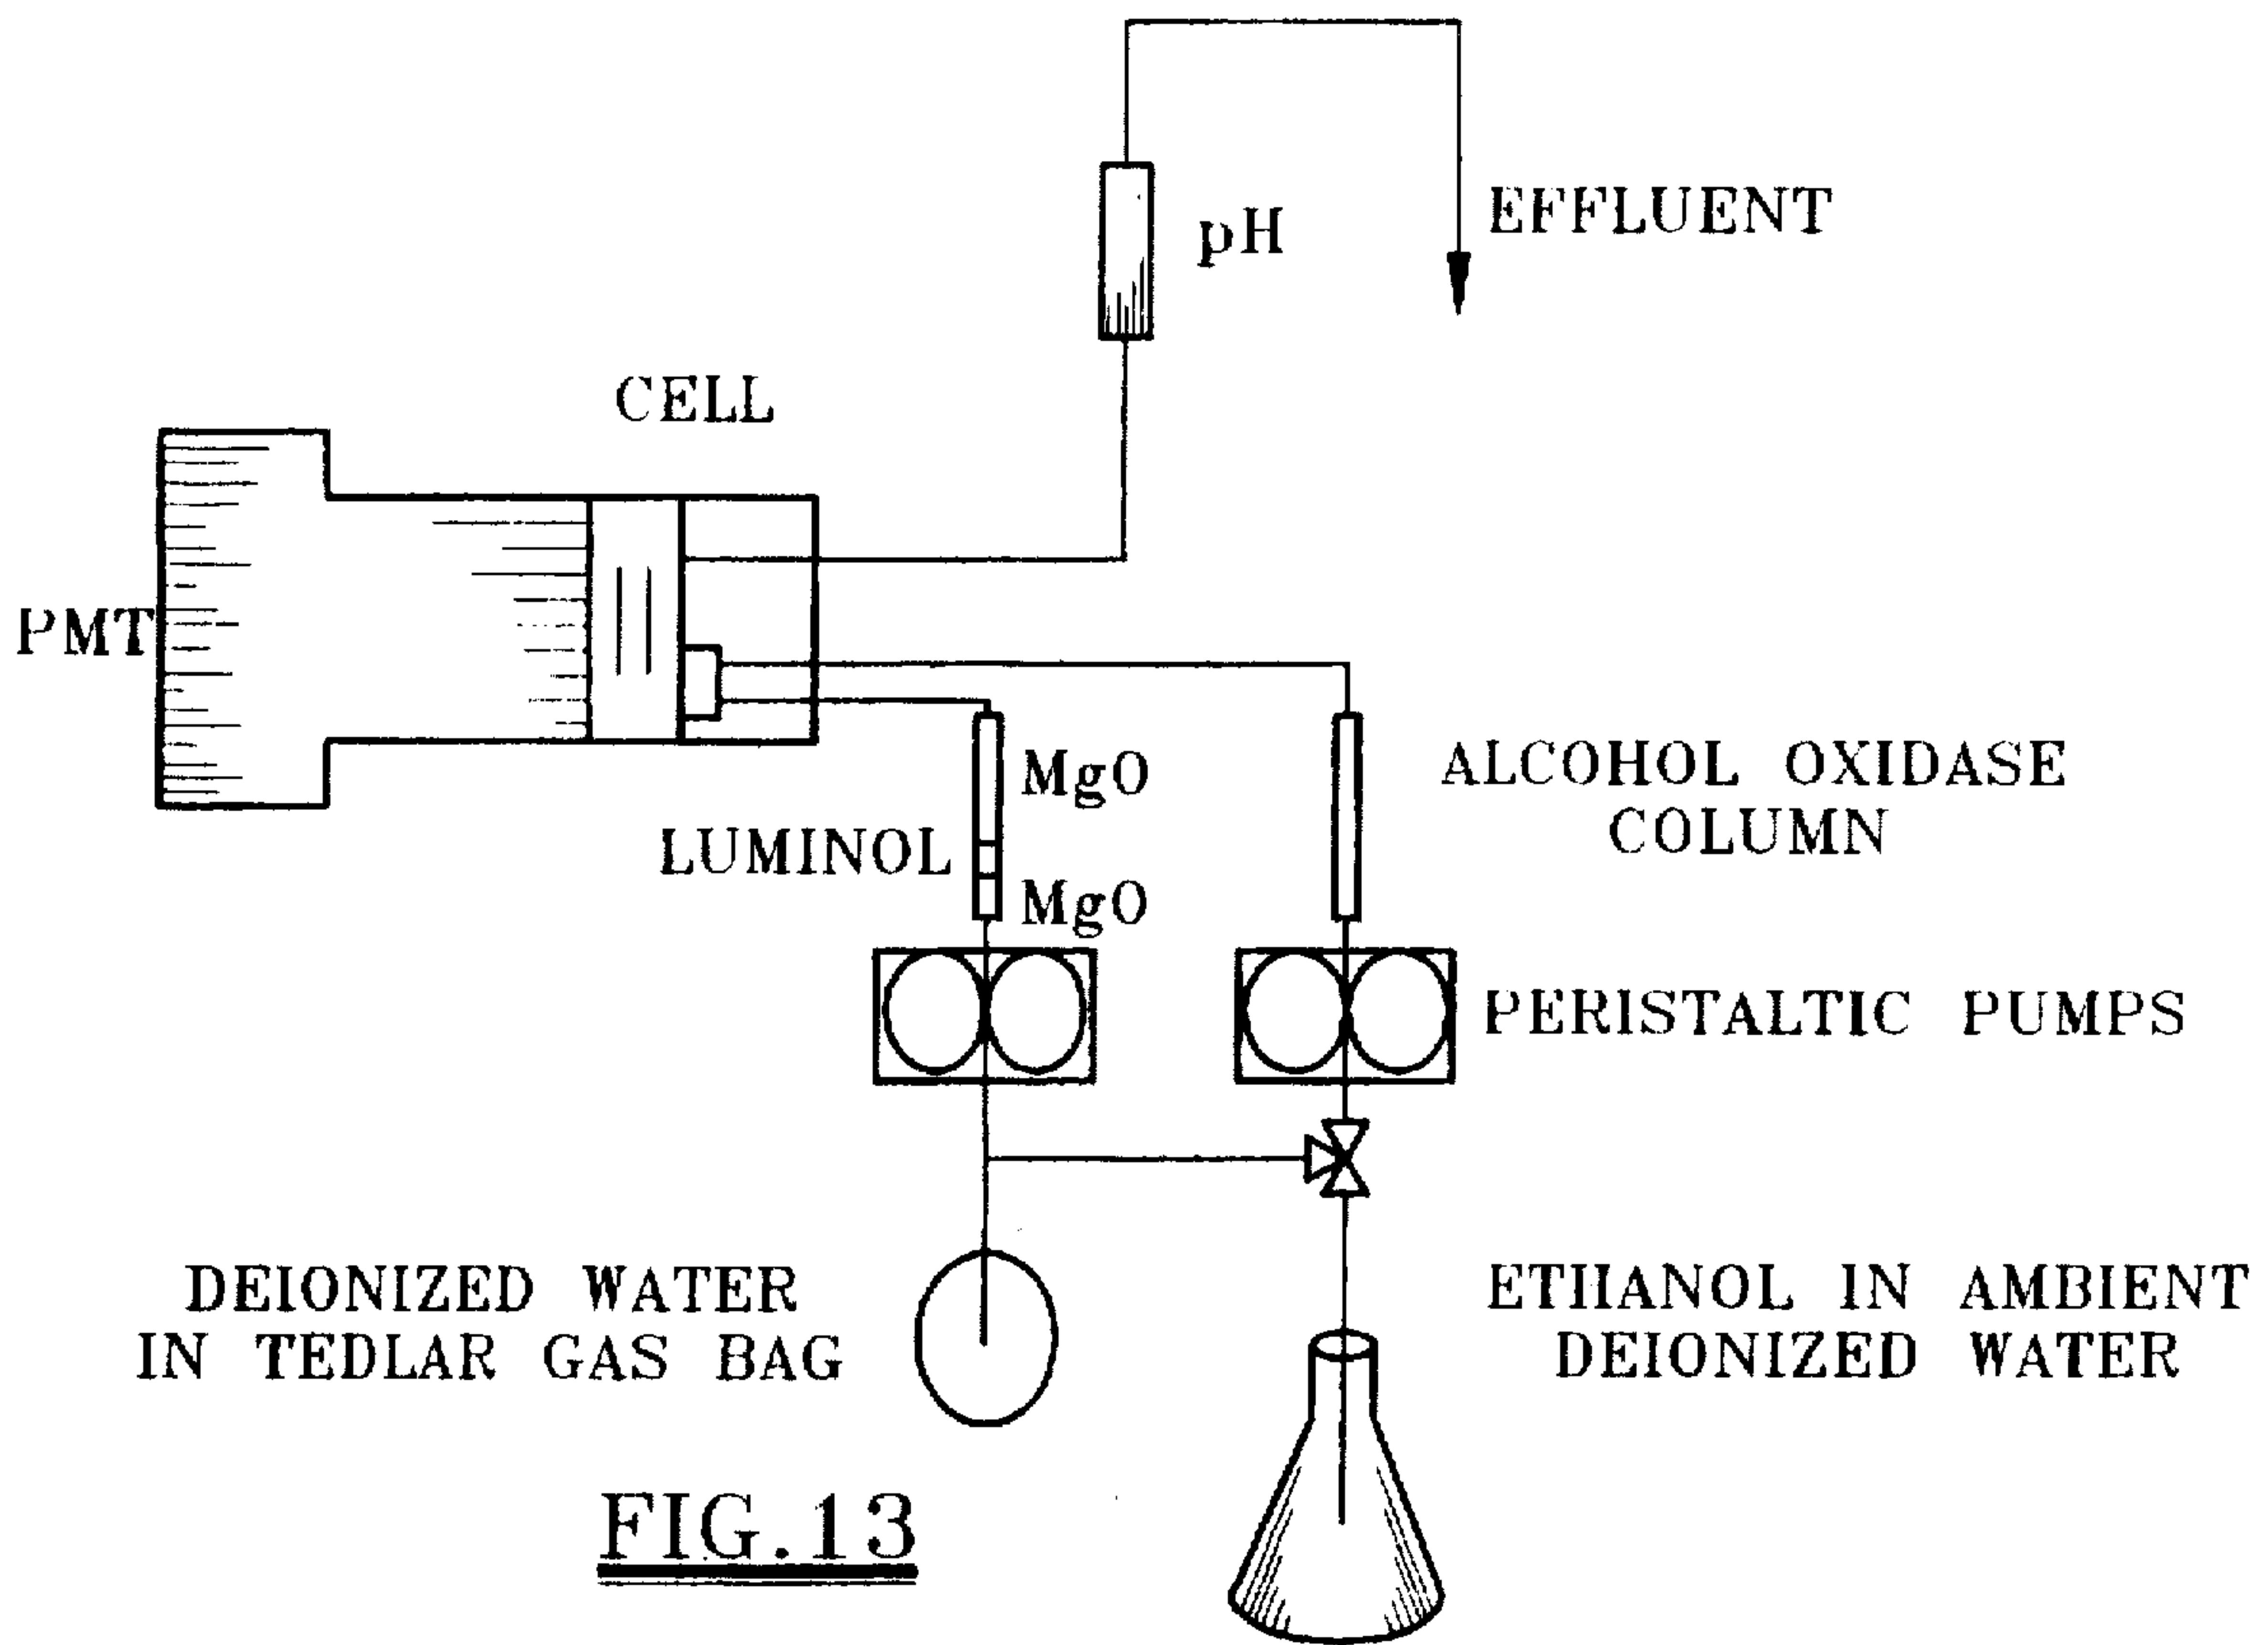 EFFLUENT
pH
CELL
PMT
MgO
ALCOHOL OXIDASE
COLUMN
LUMINOL
MgO
PERISTALTIC PUMPS
DEIONIZED WATER
IN TEDLAR GAS BAG
ETHANOL IN AMBIENT
DEIONIZED WATER
FIG.13